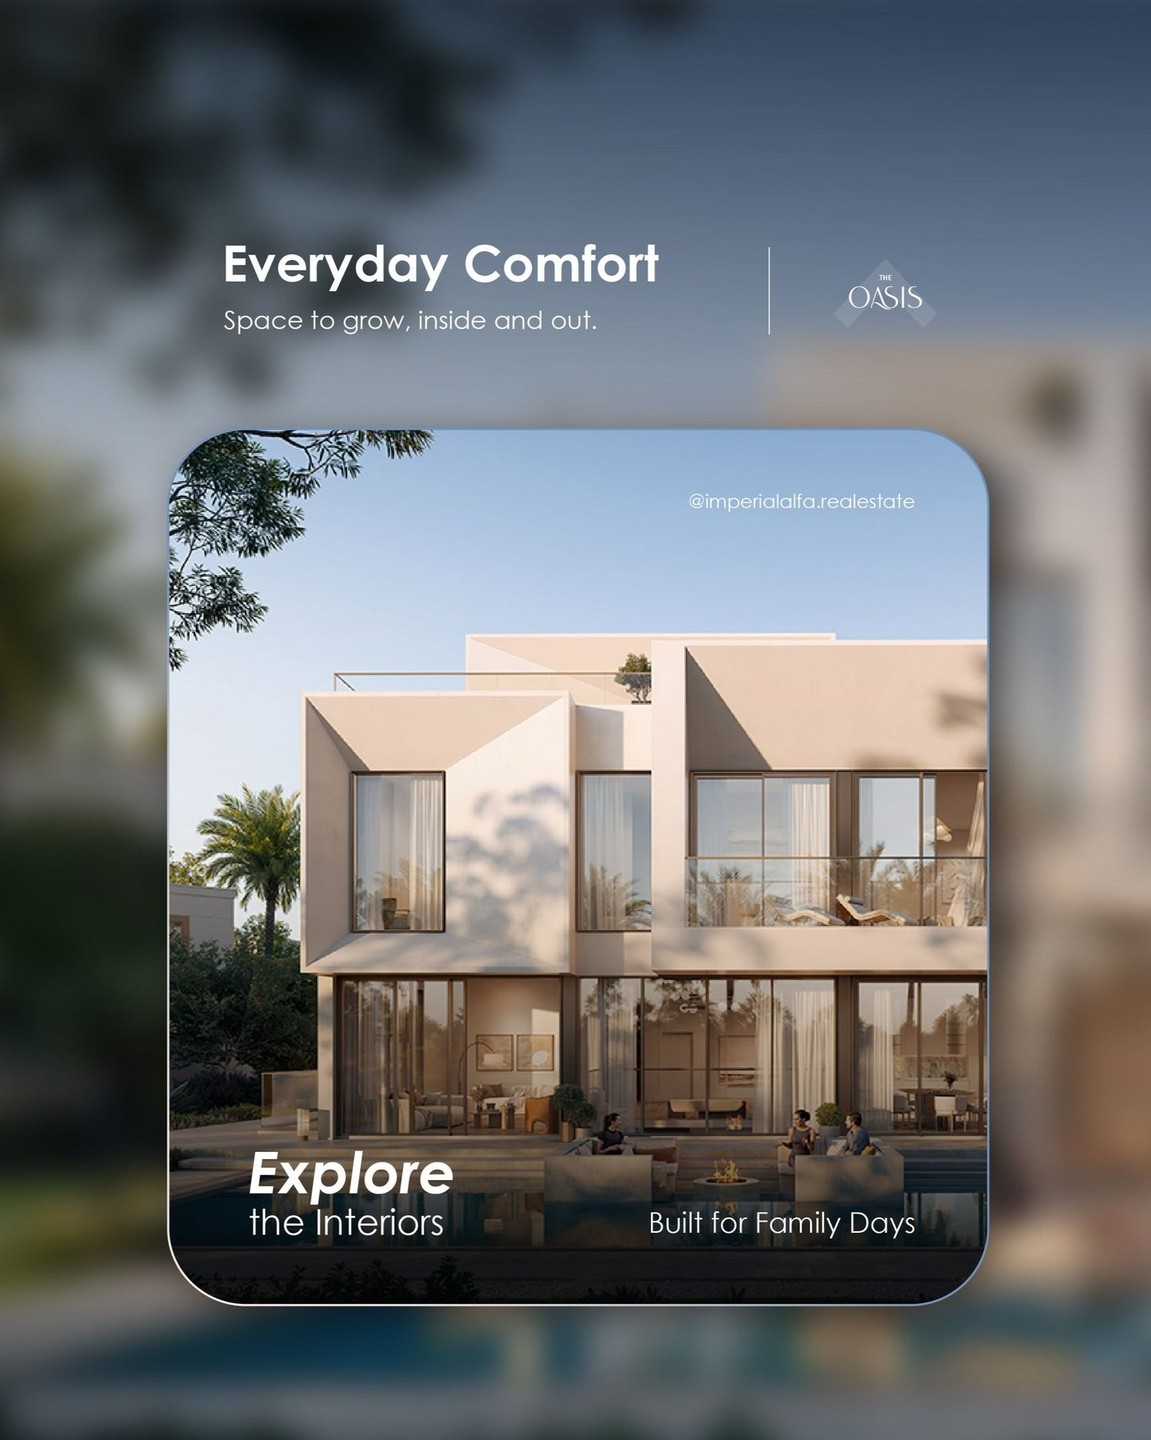 Everyday Comfort
Space to grow, inside and out.
THE
OASIS
@imperialalfa.realestate
Explore
the Interiors
Built for Family Days